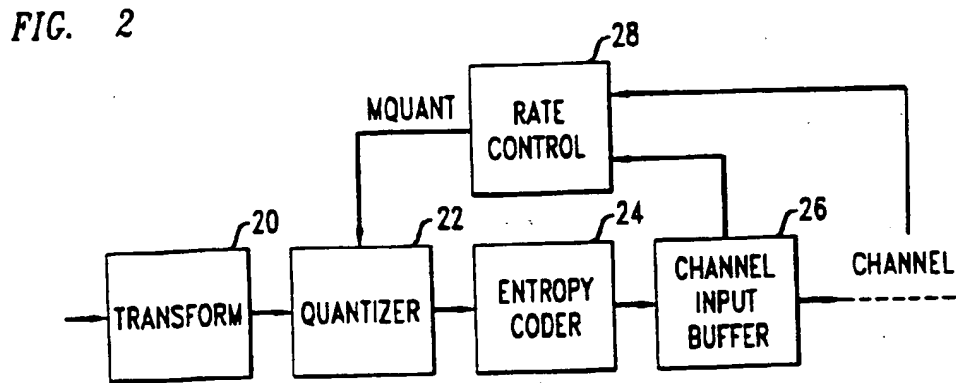 FIG. 2
28
MQUANT
RATE
CONTROL
20
22
24
26
TRANSFORM
QUANTIZER
ENTROPY
CODER
CHANNEL
INPUT
BUFFER
CHANNEL